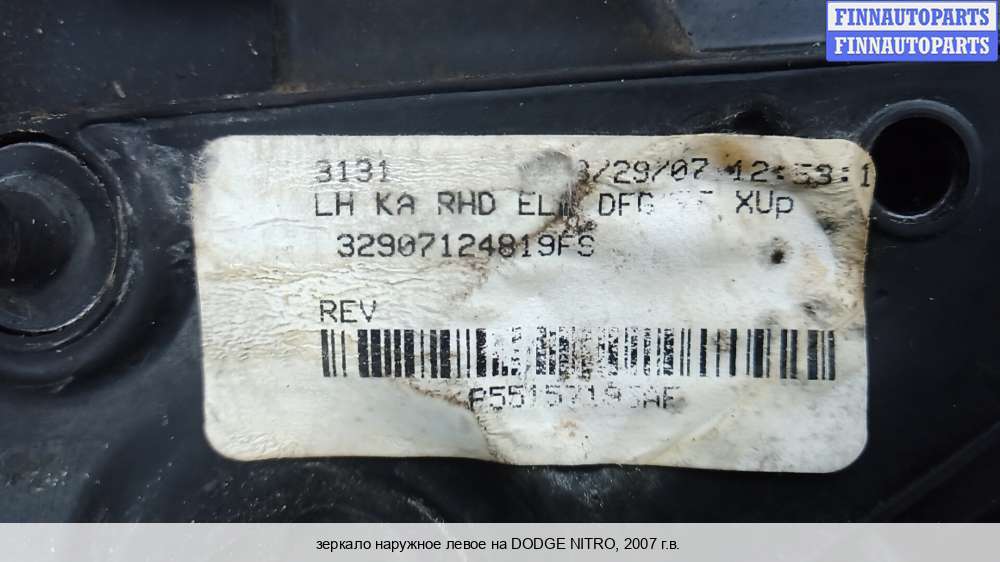 FINNAUTOPARTS
FINNAUTOPARTS
3131
LH KA RHD XUp
32907124819FS
REV
зеркало наружное левое на DODGE NITRO, 2007 г.в.